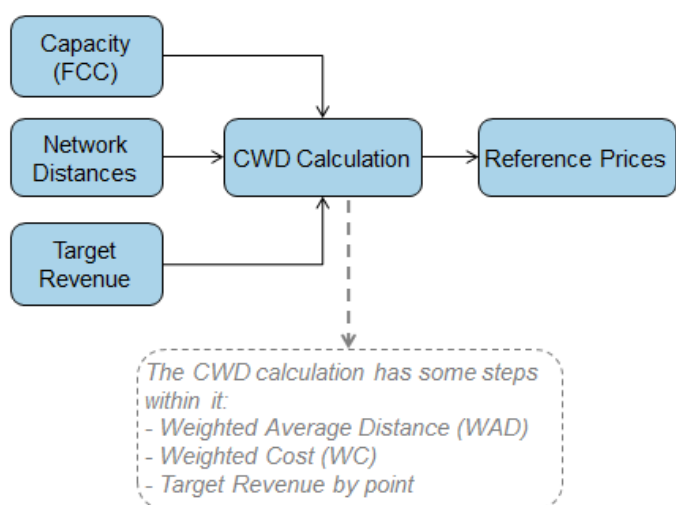 Capacity
(FCC)
Network
Distances
CWD Calculation
Reference Prices
Target
Revenue
The CWD calculation has some steps
within it:
- Weighted Average Distance (WAD)
- Weighted Cost (WC)
- Target Revenue by point